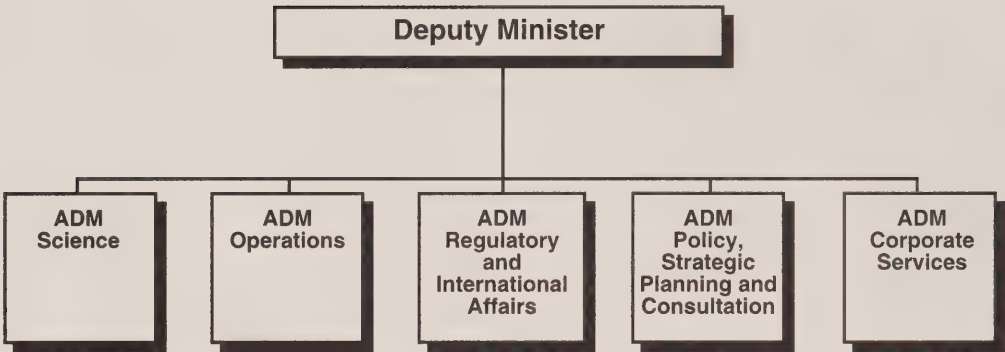 Deputy Minister
ADM
Science
ADM
Operations
ADM
Regulatory
and
International
Affairs
ADM
Policy,
Strategic
Planning and
Consultation
ADM
Corporate
Services